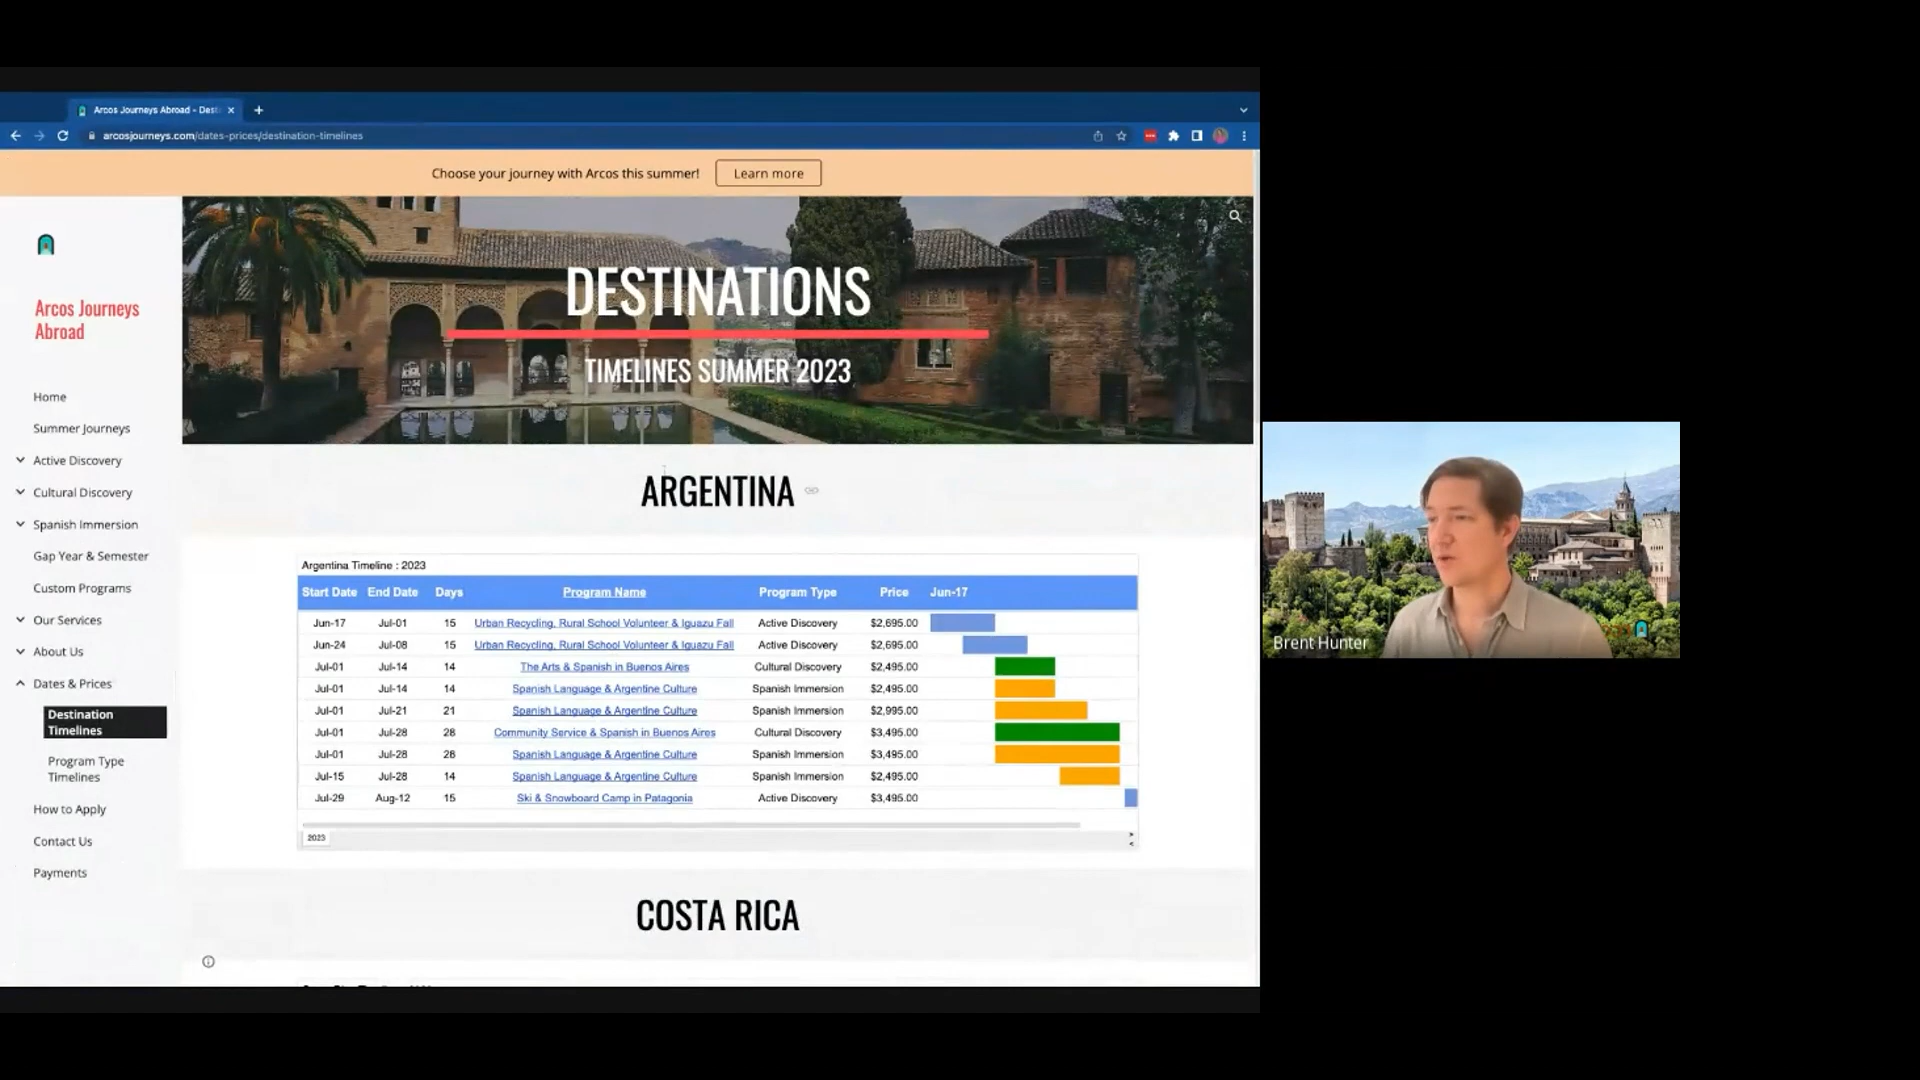 Arcos Journeys Abroad - Dest
arcosjourneys.com/dates-prices/destination-timelines
Choose your journey with Arcos this summer!
Learn more
Arcos Journeys
Abroad
Home
Summer Journeys
Active Discovery
Cultural Discovery
Spanish Immersion
Gap Year & Semester
Custom Programs
Our Services
About Us
Dates & Prices
Destination
Timelines
Program Type
Timelines
How to Apply
Contact Us
Payments
DESTINATIONS
TIMELINES SUMMER 2023
ARGENTINA
Argentina Timeline : 2023
Start Date End Date Days Program Name Program Type Price Jun-17
Jun-17 Jul-01 15 Urban Recycling, Rural School Volunteer & Iguazu Fall Active Discovery $2,695.00
Jun-24 Jul-08 15 Urban Recycling, Rural School Volunteer & Iguazu Fall Active Discovery $2,695.00
Jul-01 Jul-14 14 The Arts & Spanish in Buenos Aires Cultural Discovery $2,495.00
Jul-01 Jul-14 14 Spanish Language & Argentine Culture Spanish Immersion $2,495.00
Jul-01 Jul-21 21 Spanish Language & Argentine Culture Spanish Immersion $2,995.00
Jul-01 Jul-28 28 Community Service & Spanish in Buenos Aires Cultural Discovery $3,495.00
Jul-01 Jul-28 28 Spanish Language & Argentine Culture Spanish Immersion $3,495.00
Jul-15 Jul-28 14 Spanish Language & Argentine Culture Spanish Immersion $2,495.00
Jul-29 Aug-12 15 Ski & Snowboard Camp in Patagonia Active Discovery $3,495.00
2023
COSTA RICA
Brent Hunter